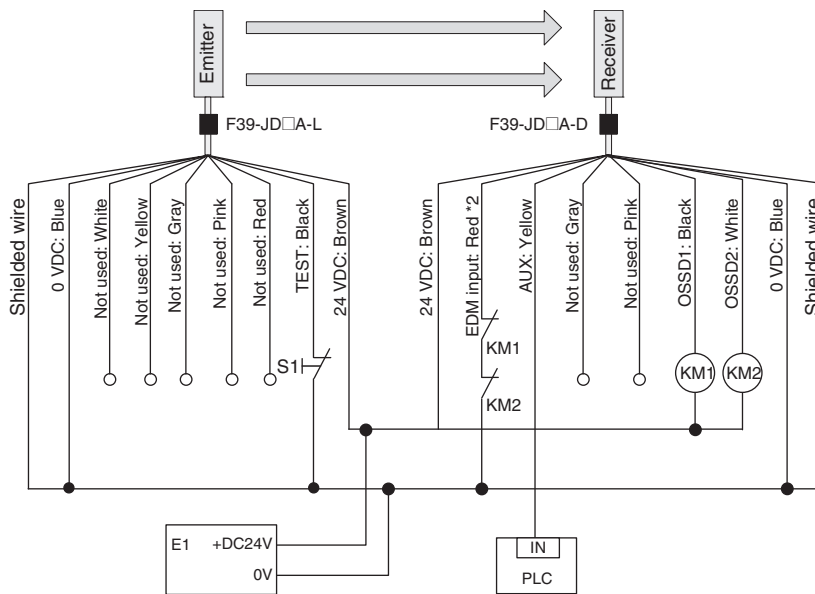 Emitter
Receiver
F39-JD□A-L
F39-JD□A-D
Shielded wire
0 VDC: Blue
Not used: White
Not used: Yellow
Not used: Gray
Not used: Pink
Not used: Red
TEST: Black
24 VDC: Brown
24 VDC: Brown
EDM input: Red *2
AUX: Yellow
Not used: Gray
Not used: Pink
OSSD1: Black
OSSD2: White
0 VDC: Blue
Shielded wire
S1
KM1
KM2
KM1
KM2
E1
+DC24V
0V
IN
PLC